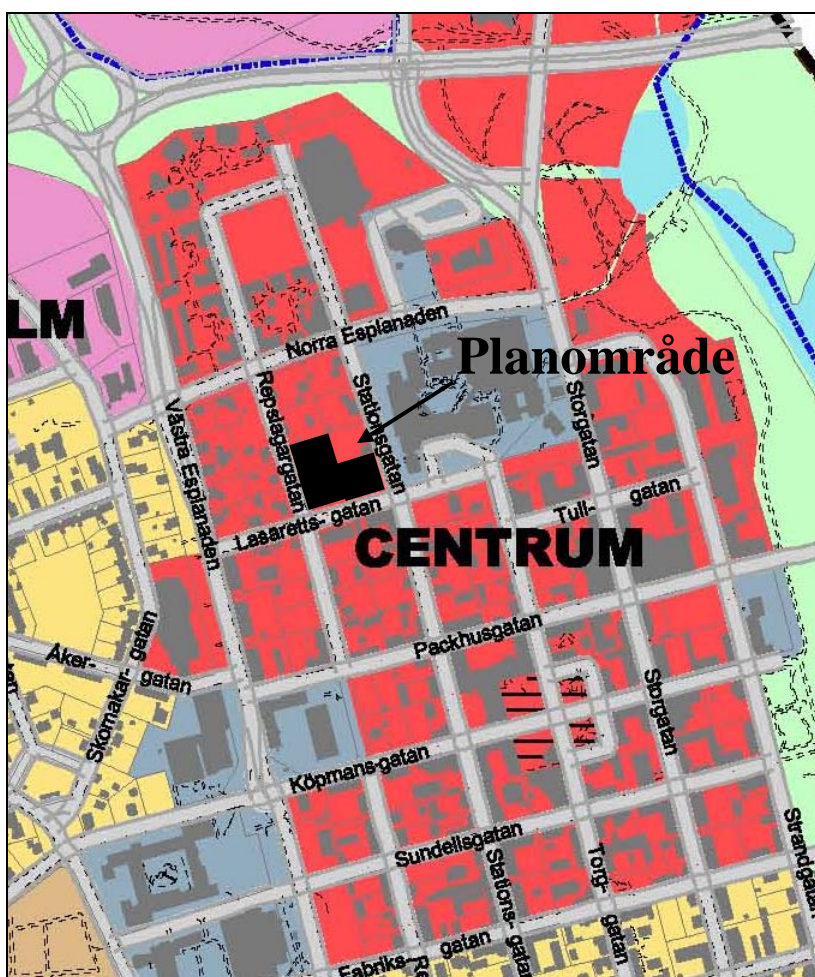 LM
Norra Esplanaden
Planområde
Stationsgatan
Repslagargatan
Storgatan
Västra Esplanaden
Lasaretts- gatan
Tull-
gatan
CENTRUM
Packhusgatan
Åker-
gatan
Skomakar- gatan
Storgatan
Köpmans-gatan
Sundellsgatan
Stations- gatan
Torg-
gatan
Strandgatan
Fabriks- gatan
Re